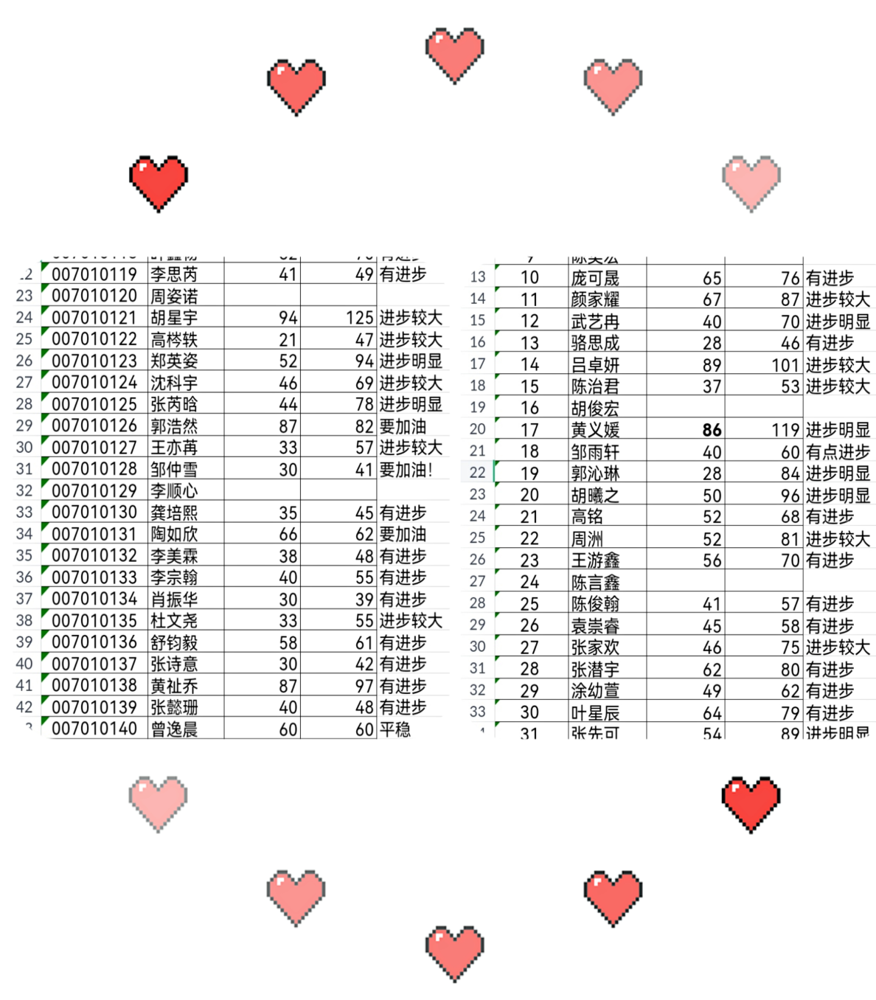 22 007010119 李思芮 41 49 有进步
23 007010120 周姿诺
24 007010121 胡星宇 94 125 进步较大
25 007010122 高梣轶 21 47 进步较大
26 007010123 郑英姿 52 94 进步明显
27 007010124 沈科宇 46 69 进步较大
28 007010125 张芮晗 44 78 进步明显
29 007010126 郭浩然 87 82 要加油
30 007010127 王亦苒 33 57 进步较大
31 007010128 邹仲雪 30 41 要加油！
32 007010129 李顺心
33 007010130 龚培熙 35 45 有进步
34 007010131 陶如欣 66 62 要加油
35 007010132 李美霖 38 48 有进步
36 007010133 李宗翰 40 55 有进步
37 007010134 肖振华 30 39 有进步
38 007010135 杜文尧 33 55 进步较大
39 007010136 舒钧毅 58 61 有进步
40 007010137 张诗意 30 42 有进步
41 007010138 黄祉乔 87 97 有进步
42 007010139 张懿珊 40 48 有进步
007010140 曾逸晨 60 60 平稳
13 10 庞可晟 65 76 有进步
14 11 颜家耀 67 87 进步较大
15 12 武艺冉 40 70 进步明显
16 13 骆思成 28 46 有进步
17 14 吕卓妍 89 101 进步较大
18 15 陈治君 37 53 进步较大
19 16 胡俊宏
20 17 黄义媛 86 119 进步明显
21 18 邹雨轩 40 60 有点进步
22 19 郭沁琳 28 84 进步明显
23 20 胡曦之 50 96 进步明显
24 21 高铭 52 68 有进步
25 22 周洲 52 81 进步较大
26 23 王游鑫 56 70 有进步
27 24 陈言鑫
28 25 陈俊翰 41 57 有进步
29 26 袁崇睿 45 58 有进步
30 27 张家欢 46 75 进步较大
31 28 张潜宇 62 80 有进步
32 29 涂幼萱 49 62 有进步
33 30 叶星辰 64 79 有进步
31 张先可 54 89 进步明显